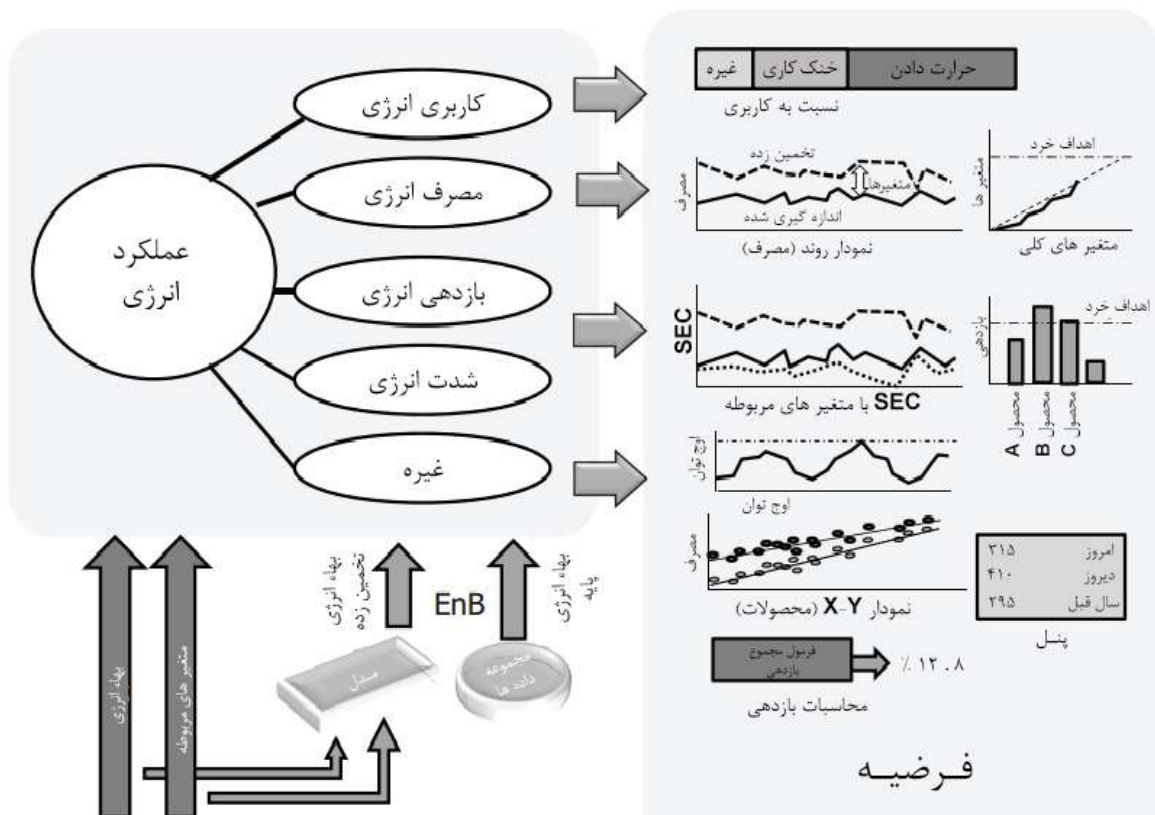 عملکرد
انرژی
کاربری انرژی
مصرف انرژی
بازدهی انرژی
شدت انرژی
غیره
حرارت دادن
خنک کاری
غیره
نسبت به کاربری
تخمین زده
متغیرها
اندازه گیری شده
مصرف
نمودار روند (مصرف)
اهداف خرد
متغیر ها
متغیر های کلی
SEC
SEC با متغیر های مربوطه
اهداف خرد
بازدهی
محصول A
محصول B
محصول C
اوج توان
اوج توان
مصرف
نمودار X-Y (محصولات)
امروز ۳۱۵
دیروز ۴۱۰
سال قبل ۲۹۵
پنـل
فرمول مجموع
بازدهی
٪ ۱۲ . ۸
محاسبات بازدهی
فـرضیـه
بهاء انرژی
متغیر های مربوطه
بهاء انرژی
تخمین زده
EnB
بهاء انرژی
پایه
مـدل
مجموعه
داده ها